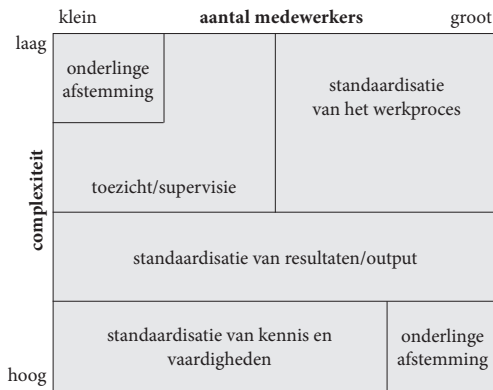 klein aantal medewerkers groot
laag
onderlinge
afstemming
standaardisatie
van het werkproces
toezicht/supervisie
complexiteit
standaardisatie van resultaten/output
standaardisatie van kennis en
vaardigheden
onderlinge
afstemming
hoog